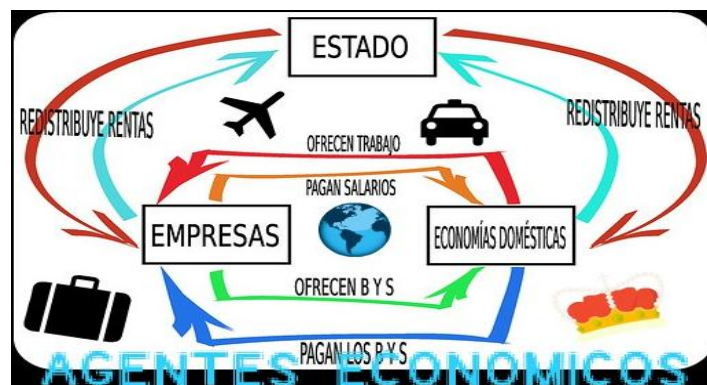 ESTADO
REDISTRIBUYE RENTAS
REDISTRIBUYE RENTAS
OFRECEN TRABAJO
PAGAN SALARIOS
EMPRESAS
ECONOMÍAS DOMÉSTICAS
OFRECEN B Y S
PAGAN LOS B Y S
AGENTES ECONOMICOS